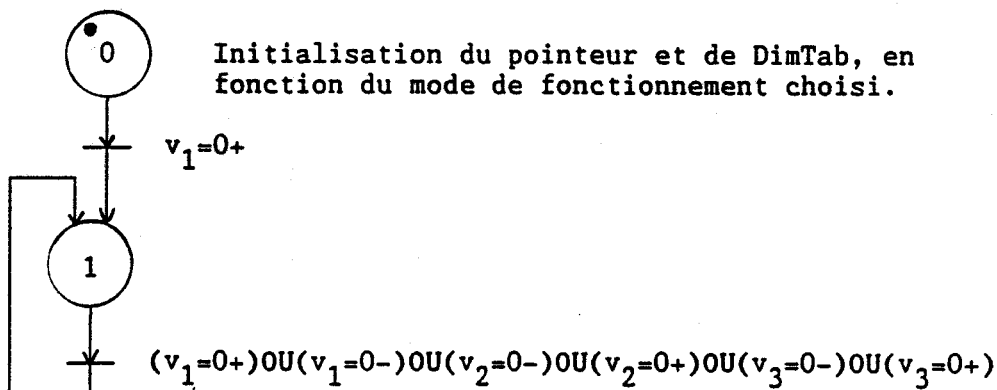 0
Initialisation du pointeur et de DimTab, en
fonction du mode de fonctionnement choisi.
v₁=0+
1
(v₁=0+)OU(v₁=0-)OU(v₂=0-)OU(v₂=0+)OU(v₃=0-)OU(v₃=0+)